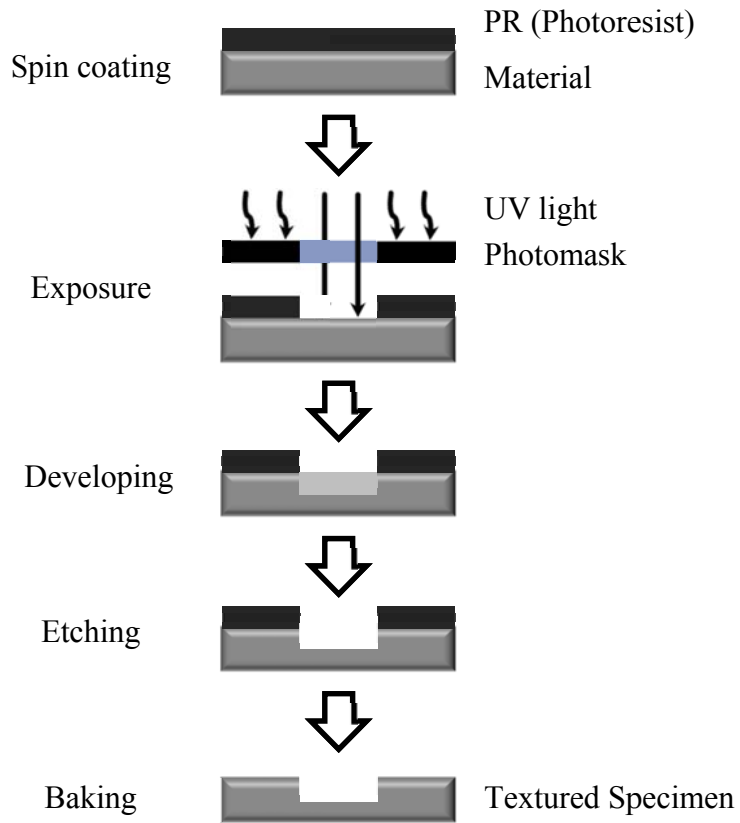 PR (Photoresist)
Spin coating
Material
UV light
Photomask
Exposure
Developing
Etching
Baking
Textured Specimen